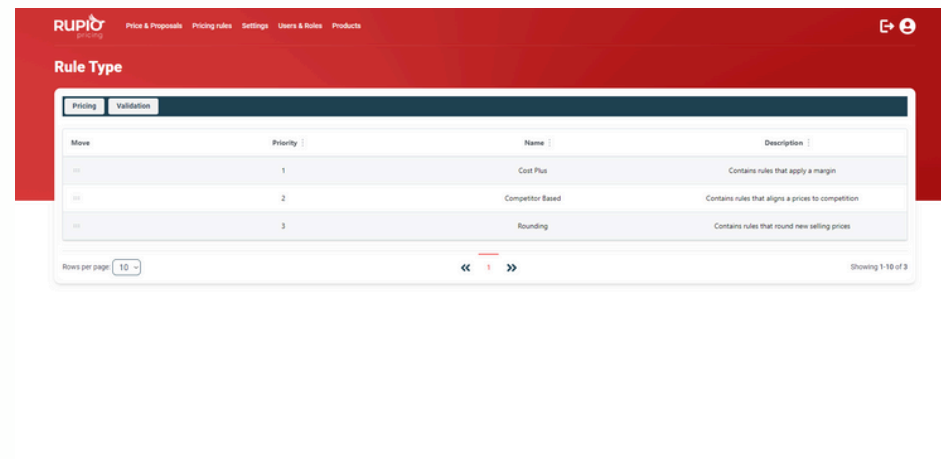 RUPIO
pricing
Price & Proposals Pricing rules Settings Users & Roles Products
Rule Type
Pricing Validation
Move Priority Name Description
1 Cost Plus Contains rules that apply a margin
2 Competitor Based Contains rules that aligns a prices to competition
3 Rounding Contains rules that round new selling prices
Rows per page: 10 1 Showing 1-10 of 3